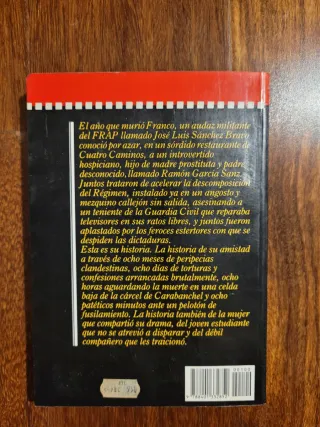 El año que murió Franco, un audaz militante
del FRAP llamado José Luis Sánchez Bravo
conoció por azar, en un sórdido restaurante de
Cuatro Caminos, a un introvertido
hospiciano, hijo de madre prostituta y padre
desconocido, llamado Ramón García Sanz.
Juntos trataron de acelerar la descomposición
del Régimen, instalado ya en un angosto y
mezquino callejón sin salida, asesinando a
un teniente de la Guardia Civil que reparaba
televisores en sus ratos libres, y juntos fueron
aplastados por los feroces estertores con que
se despiden las dictaduras.
Esta es su historia. La historia de su amistad
a través de ocho meses de peripecias
clandestinas, ocho días de torturas y
confesiones arrancadas brutalmente, ocho
horas aguardando la muerte en una celda
baja de la cárcel de Carabanchel y ocho
patéticos minutos ante un pelotón de
fusilamiento. La historia también de la mujer
que compartió su drama, del joven estudiante
que no se atrevió a disparar y del débil
compañero que les traicionó.